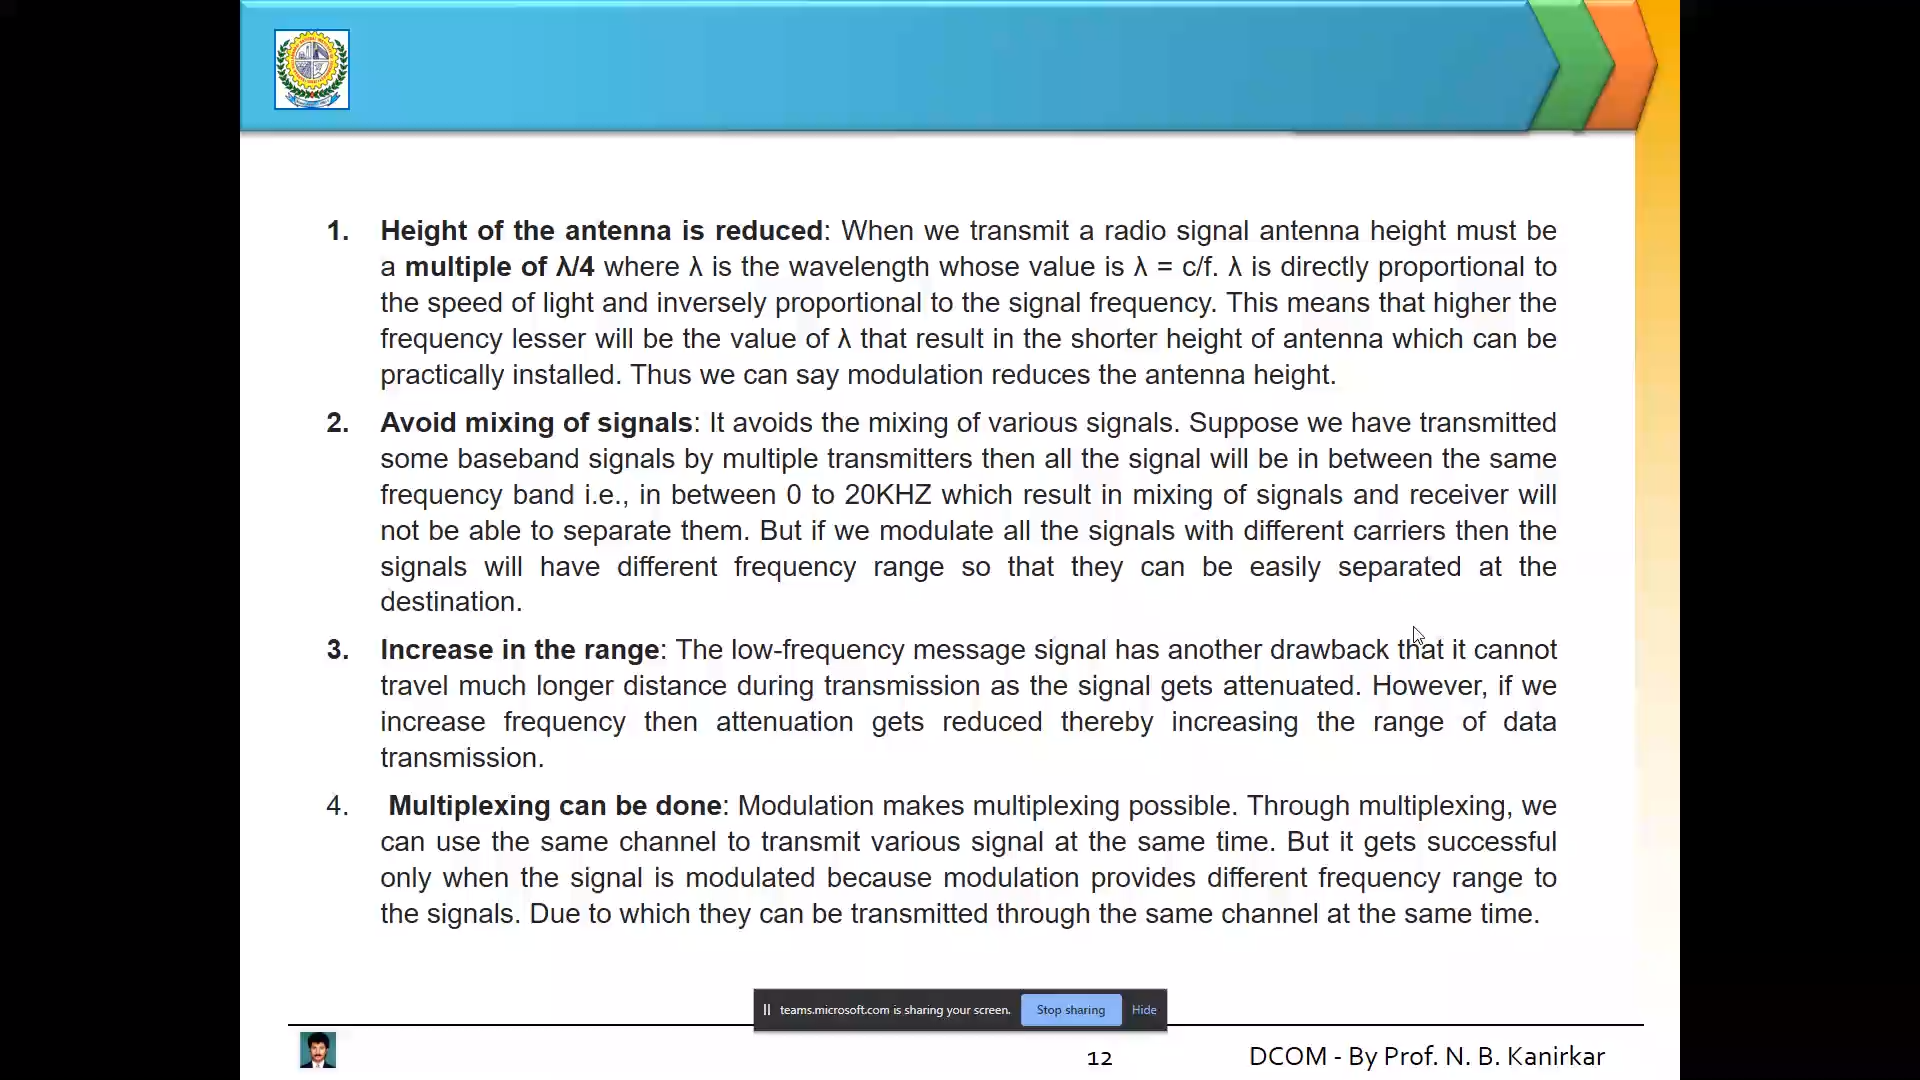 1. Height of the antenna is reduced: When we transmit a radio signal antenna height must be
a multiple of λ/4 where λ is the wavelength whose value is λ = c/f. λ is directly proportional to
the speed of light and inversely proportional to the signal frequency. This means that higher the
frequency lesser will be the value of λ that result in the shorter height of antenna which can be
practically installed. Thus we can say modulation reduces the antenna height.
2. Avoid mixing of signals: It avoids the mixing of various signals. Suppose we have transmitted
some baseband signals by multiple transmitters then all the signal will be in between the same
frequency band i.e., in between 0 to 20KHZ which result in mixing of signals and receiver will
not be able to separate them. But if we modulate all the signals with different carriers then the
signals will have different frequency range so that they can be easily separated at the
destination.
3. Increase in the range: The low-frequency message signal has another drawback that it cannot
travel much longer distance during transmission as the signal gets attenuated. However, if we
increase frequency then attenuation gets reduced thereby increasing the range of data
transmission.
4. Multiplexing can be done: Modulation makes multiplexing possible. Through multiplexing, we
can use the same channel to transmit various signal at the same time. But it gets successful
only when the signal is modulated because modulation provides different frequency range to
the signals. Due to which they can be transmitted through the same channel at the same time.
teams.microsoft.com is sharing your screen. Stop sharing Hide
12 DCOM - By Prof. N. B. Kanirkar